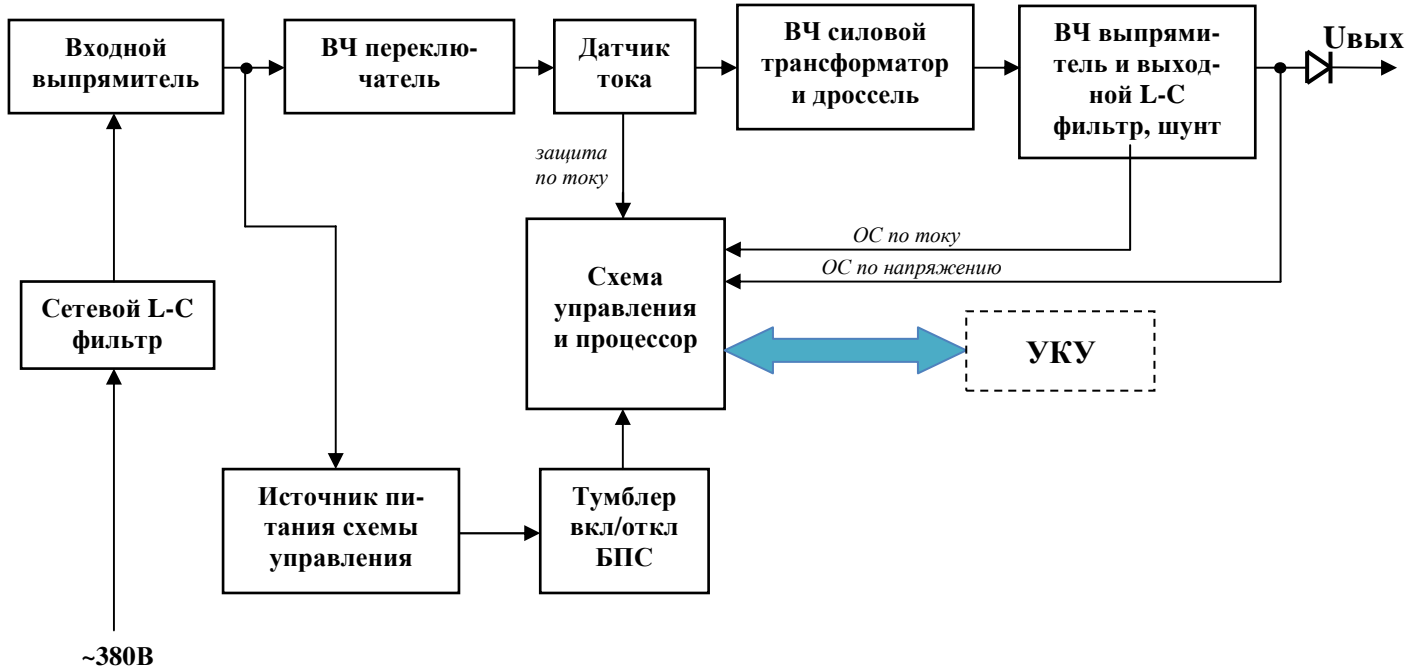 Входной
выпрямитель
ВЧ переклю-
чатель
Датчик
тока
ВЧ силовой
трансформатор
и дроссель
ВЧ выпрями-
тель и выход-
ной L-C
фильтр, шунт
Uвых
защита
по току
ОС по току
ОС по напряжению
Сетевой L-C
фильтр
Схема
управления
и процессор
УКУ
Источник пи-
тания схемы
управления
Тумблер
вкл/откл
БПС
~380В